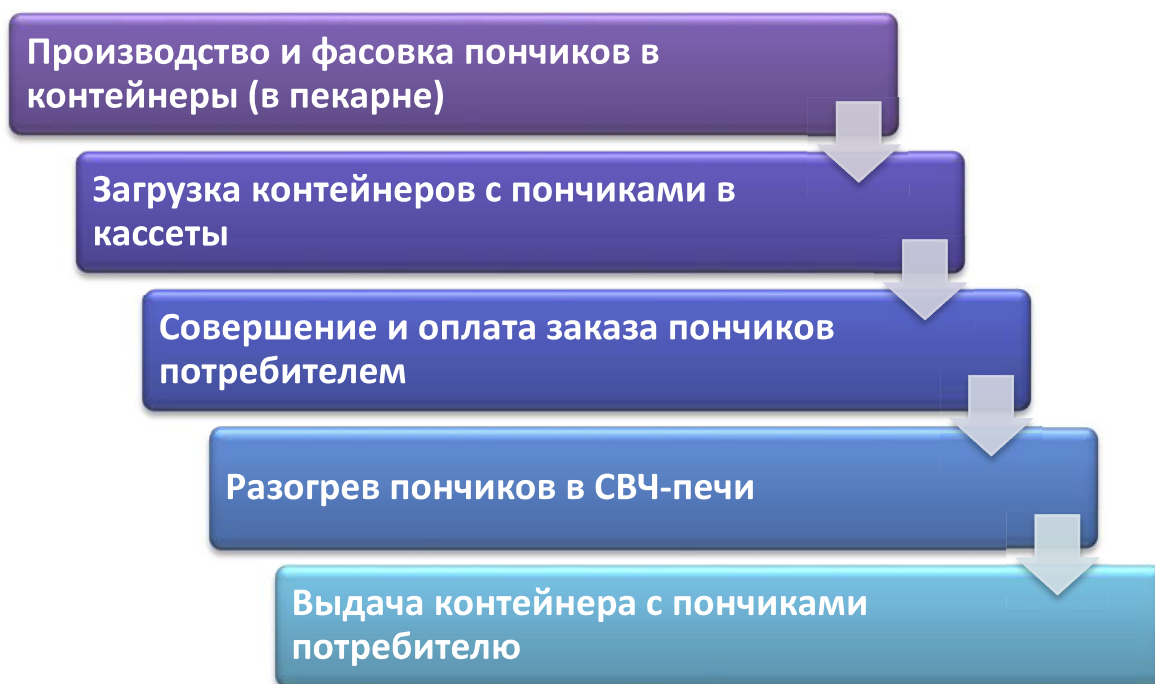 Производство и фасовка пончиков в
контейнеры (в пекарне)
Загрузка контейнеров с пончиками в
кассеты
Совершение и оплата заказа пончиков
потребителем
Разогрев пончиков в СВЧ-печи
Выдача контейнера с пончиками
потребителю